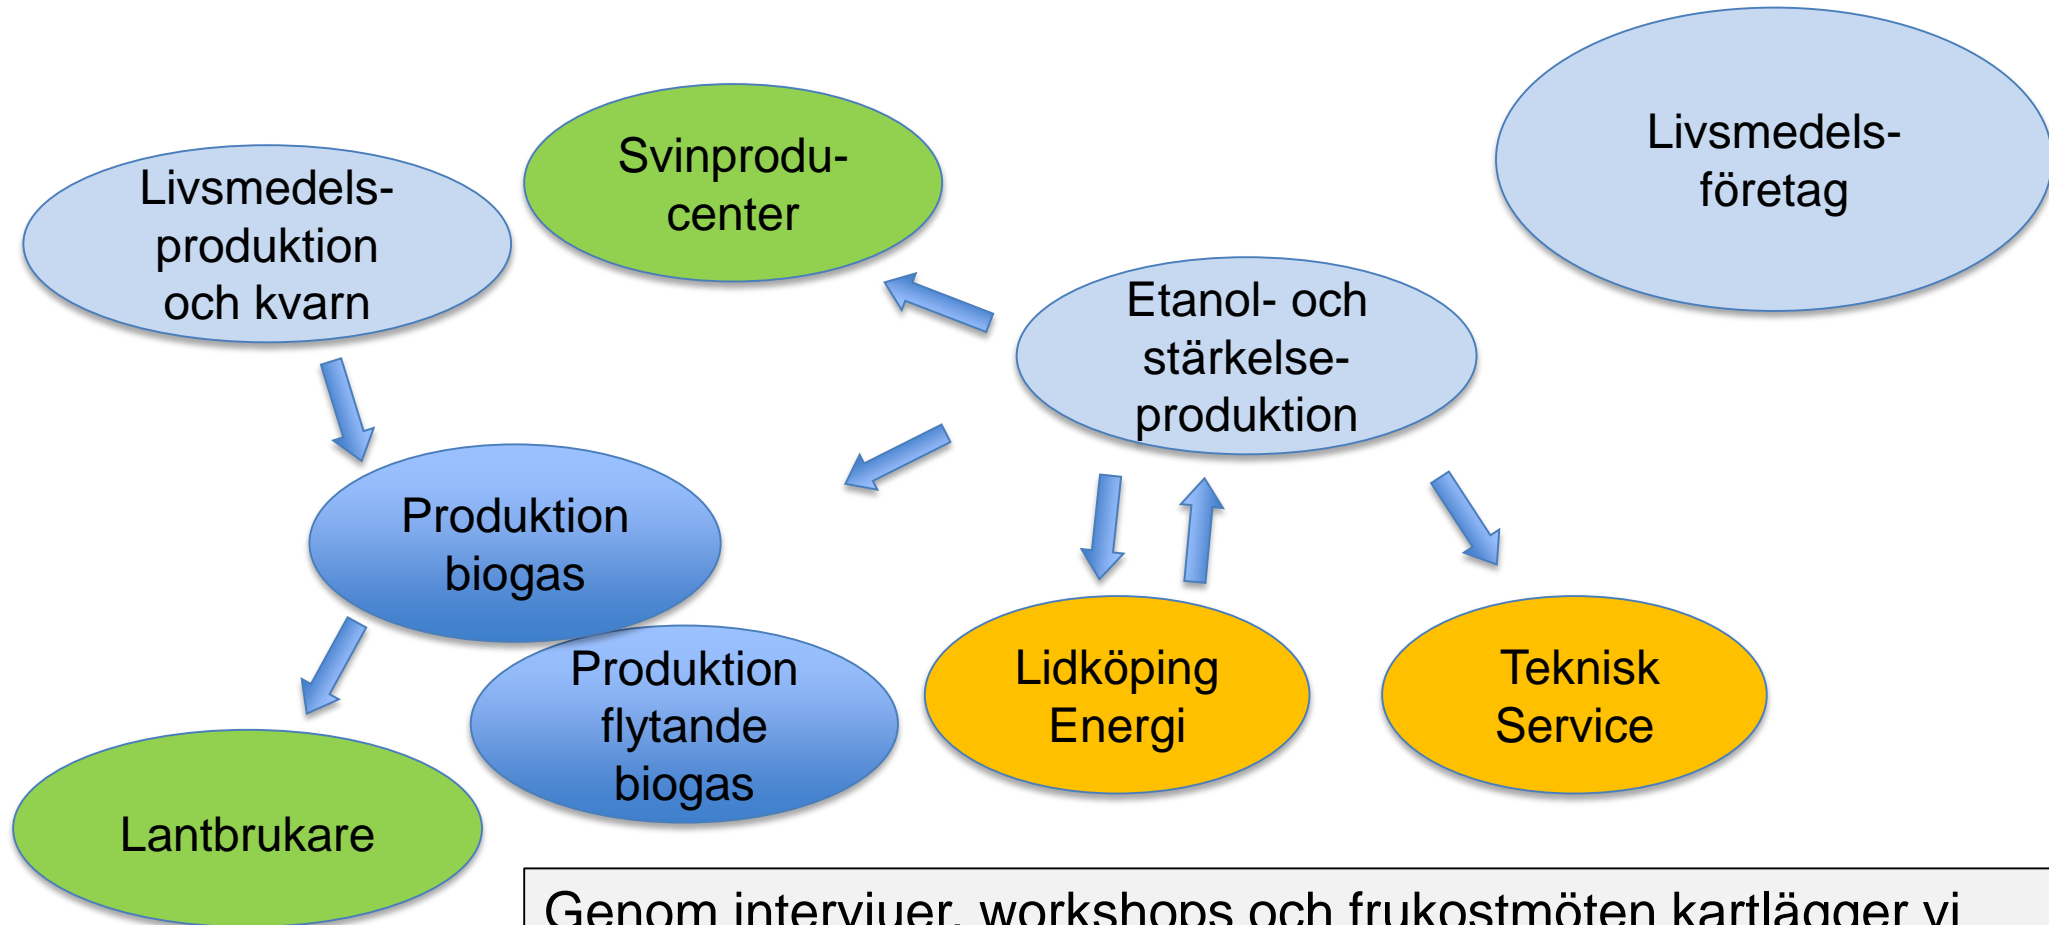 Livsmedels-
företag
Svinprodu-
center
Livsmedels-
produktion
och kvarn
Etanol- och
stärkelse-
produktion
Produktion
biogas
Produktion
flytande
biogas
Lidköping
Energi
Teknisk
Service
Lantbrukare
Genom intervjuer, workshops och frukostmöten kartlägger vi